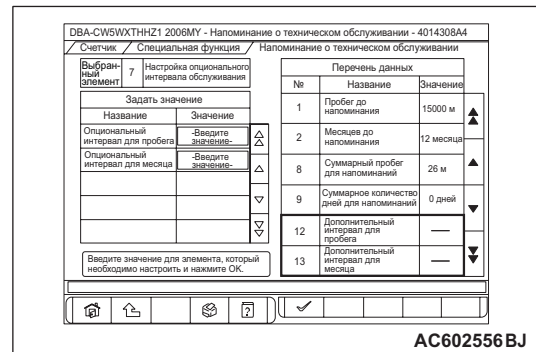 DBA-CW5WXTHHZ1 2006MY - Напоминание о техническом обслуживании - 4014308A4
Счетчик / Специальная функция / Напоминание о техническом обслуживании
Выбран-
ный
элемент
7
Настройка опционального
интервала обслуживания
Задать значение
Название Значение
Опциональный
интервал для пробега
-Введите
значение-
Опциональный
интервал для месяца
-Введите
значение-
Введите значение для элемента, который
необходимо настроить и нажмите OK.
Перечень данных
№ Название Значение
1 Пробег до
напоминания
15000 м
2 Месяцев до
напоминания
12 месяца
8 Суммарный пробег
для напоминаний
26 м
9 Суммарное количество
дней для напоминаний
0 дней
12 Дополнительный
интервал для
пробега
—
13 Дополнительный
интервал для
месяца
—
?
AC602556BJ